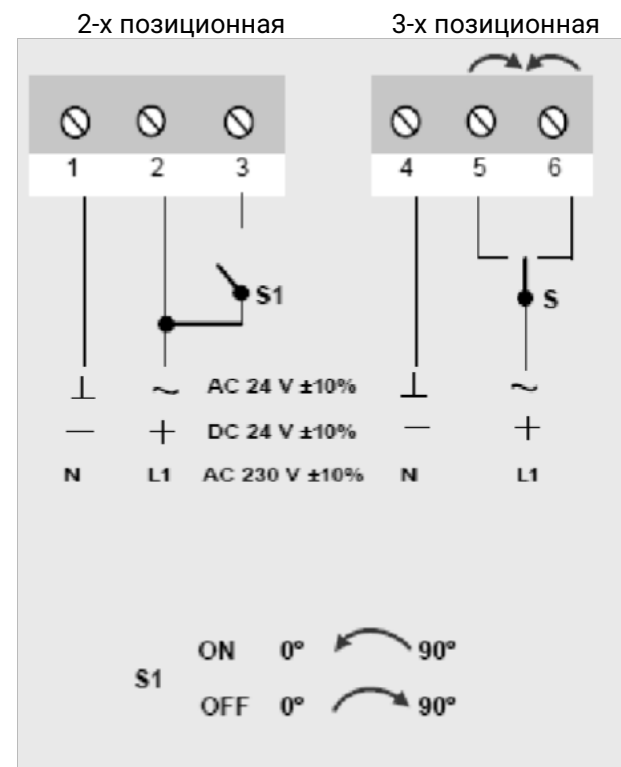 2-х позиционная 3-х позиционная
1 2 3 4 5 6
S1 S
⊥ ~ AC 24 V ±10% ⊥ ~
— + DC 24 V ±10% — +
N L1 AC 230 V ±10% N L1
ON 0° 90°
S1
OFF 0° 90°